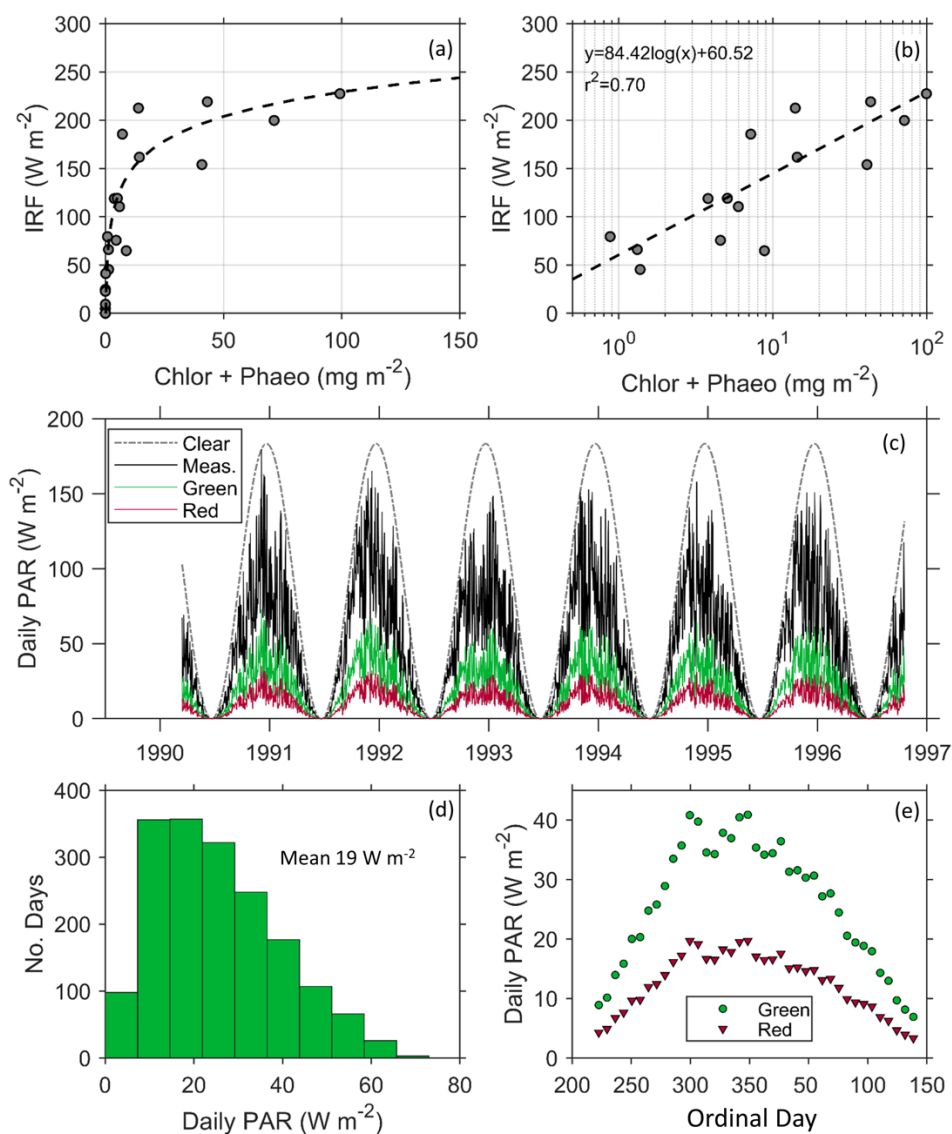 300
250
200
150
100
50
0
IRF (W m-2)
(a)
0 50 100 150
Chlor + Phaeo (mg m-2)
300
250
200
150
100
50
0
IRF (W m-2)
y=84.42log(x)+60.52
r2=0.70
(b)
100 101 102
Chlor + Phaeo (mg m-2)
200
150
100
50
0
Daily PAR (W m-2)
Clear
Meas.
Green
Red
(c)
1990 1991 1992 1993 1994 1995 1996 1997
400
300
200
100
0
No. Days
Mean 19 W m-2
(d)
0 20 40 60 80
Daily PAR (W m-2)
40
30
20
10
0
Daily PAR (W m-2)
(e)
Green
Red
200 250 300 350 50 100 150
Ordinal Day